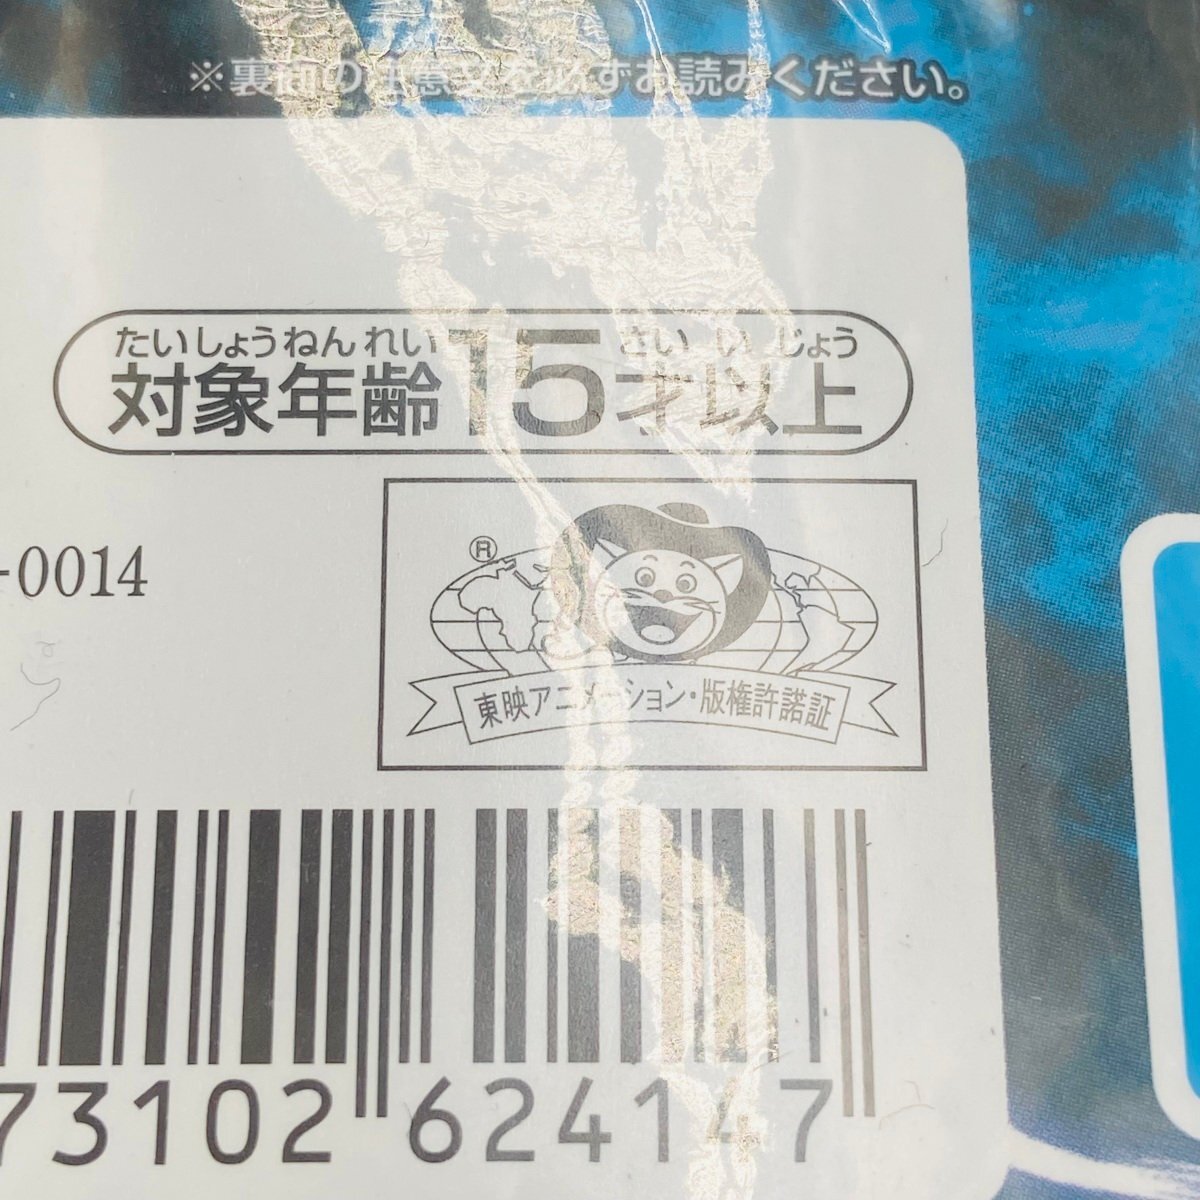 ※裏面の注意文を必ずお読みください。
たいしょうねんれい さい い じょう
対象年齢15才以上
-0014
®
東映アニメーション・版権許諾証
73102 624147